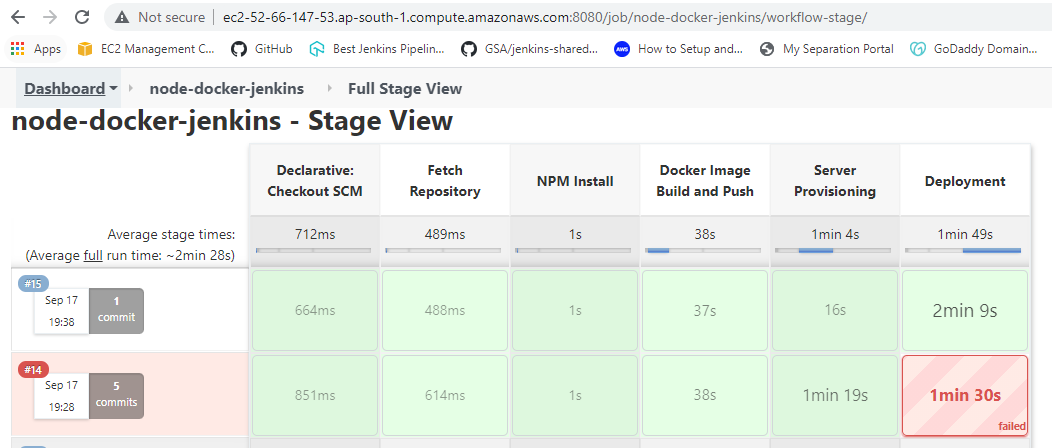 Not secure | ec2-52-66-147-53.ap-south-1.compute.amazonaws.com:8080/job/node-docker-jenkins/workflow-stage/
Apps EC2 Management C... GitHub Best Jenkins Pipelin... GSA/jenkins-shared... aws How to Setup and... My Separation Portal GoDaddy Domain...
Dashboard node-docker-jenkins Full Stage View
node-docker-jenkins - Stage View
Declarative:
Checkout SCM
Fetch
Repository
NPM Install
Docker Image
Build and Push
Server
Provisioning
Deployment
Average stage times:
(Average full run time: ~2min 28s)
712ms 489ms 1s 38s 1min 4s 1min 49s
#15
Sep 17
19:38
1
commit
664ms 488ms 1s 37s 16s 2min 9s
#14
Sep 17
19:28
5
commits
851ms 614ms 1s 38s 1min 19s 1min 30s
failed